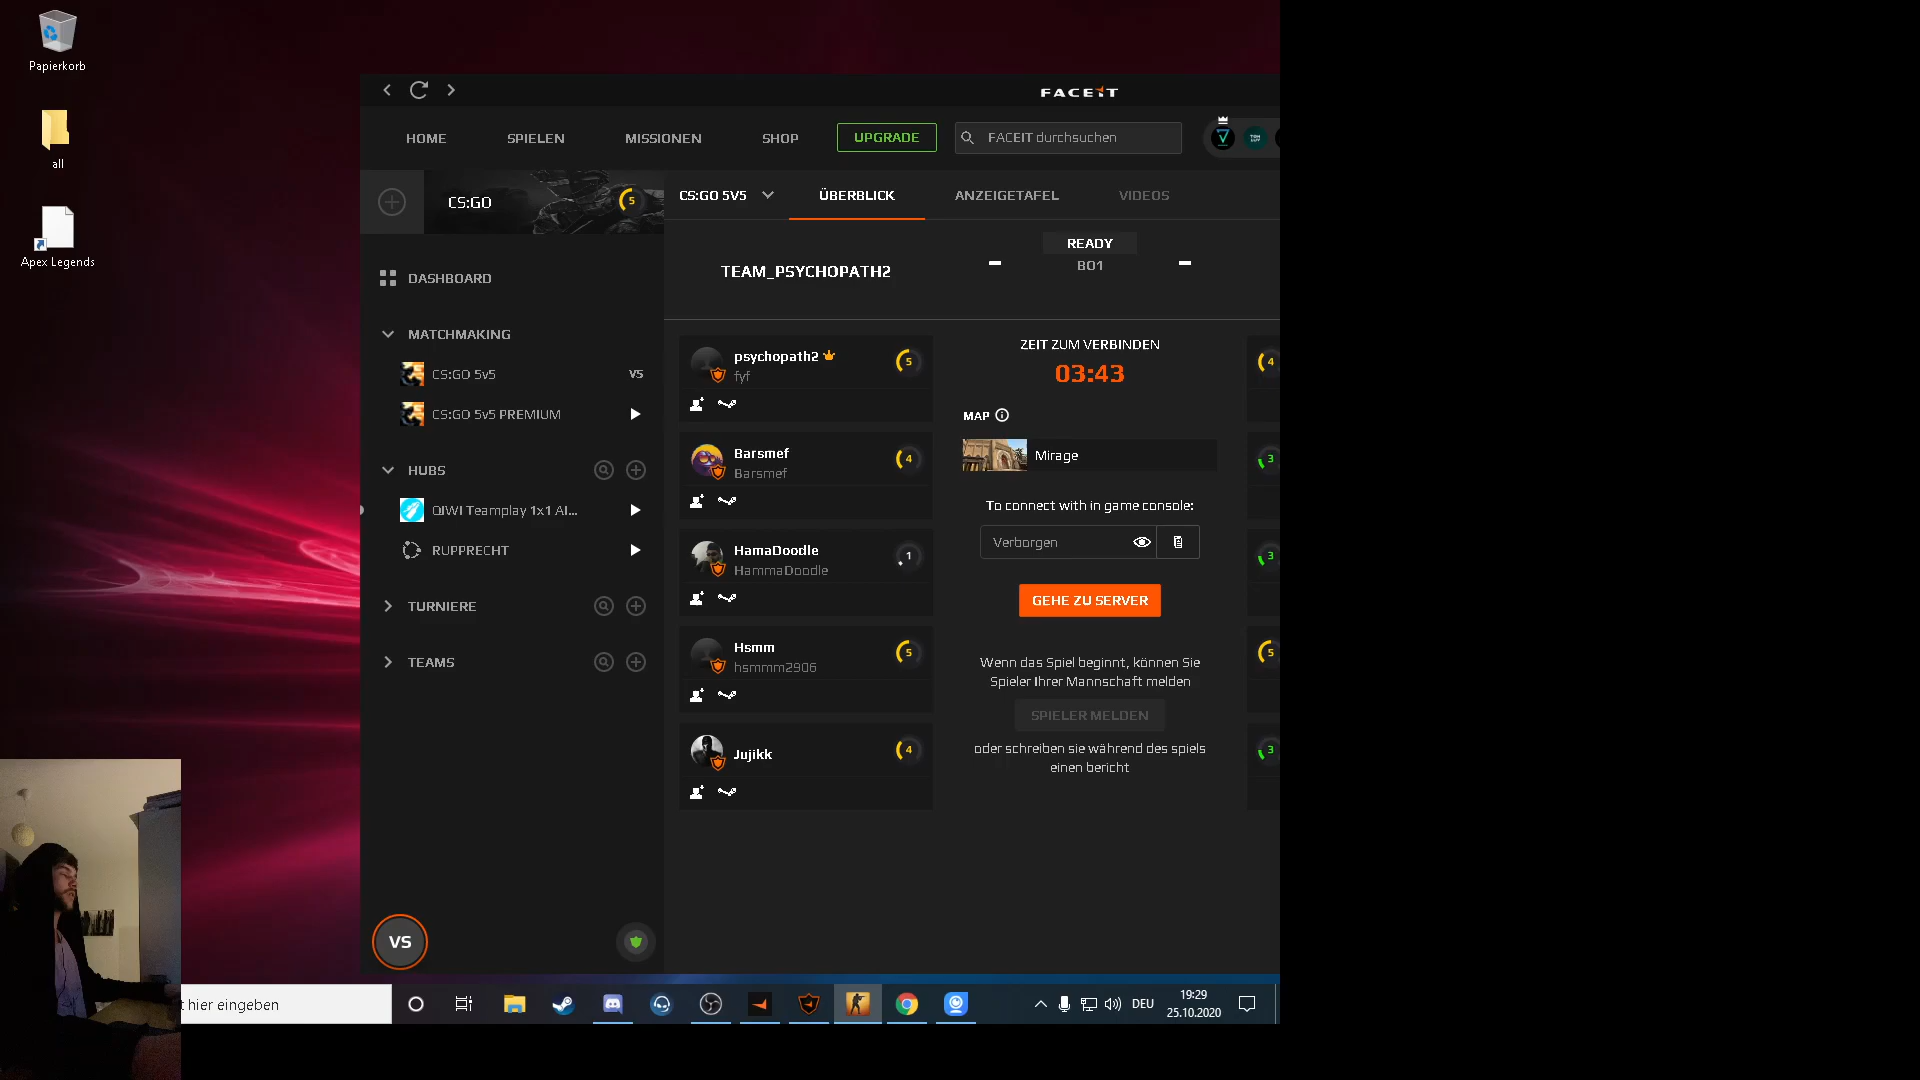 Papierkorb
all
Apex Legends
FACEIT
HOME
SPIELEN
MISSIONEN
SHOP
UPGRADE
FACEIT durchsuchen
CS:GO
5
CS:GO 5V5
ÜBERBLICK
ANZEIGETAFEL
VIDEOS
DASHBOARD
MATCHMAKING
CS:GO 5v5
VS
CS:GO 5v5 PREMIUM
HUBS
QIWI Teamplay 1x1 AI...
RUPPRECHT
TURNIERE
TEAMS
VS
TEAM_PSYCHOPATH2
-
READY
BO1
-
psychopath2
fyf
5
Barsmef
Barsmef
4
HamaDoodle
HammaDoodle
1
Hsmm
hsmmm2906
5
Jujikk
4
ZEIT ZUM VERBINDEN
03:43
MAP
Mirage
To connect with in game console:
Verborgen
GEHE ZU SERVER
Wenn das Spiel beginnt, können Sie
Spieler Ihrer Mannschaft melden
SPIELER MELDEN
oder schreiben sie während des spiels
einen bericht
4
3
3
5
3
t hier eingeben
DEU
19:29
25.10.2020